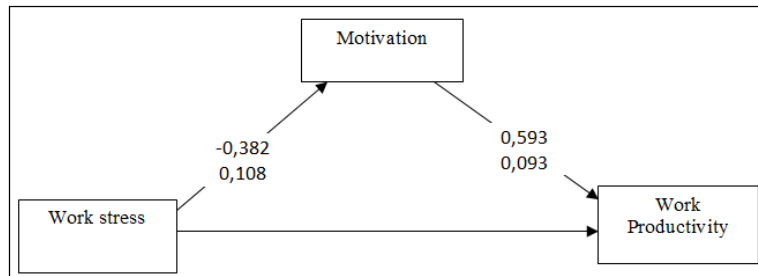 Motivation
-0,382
0,108
0,593
0,093
Work stress
Work
Productivity